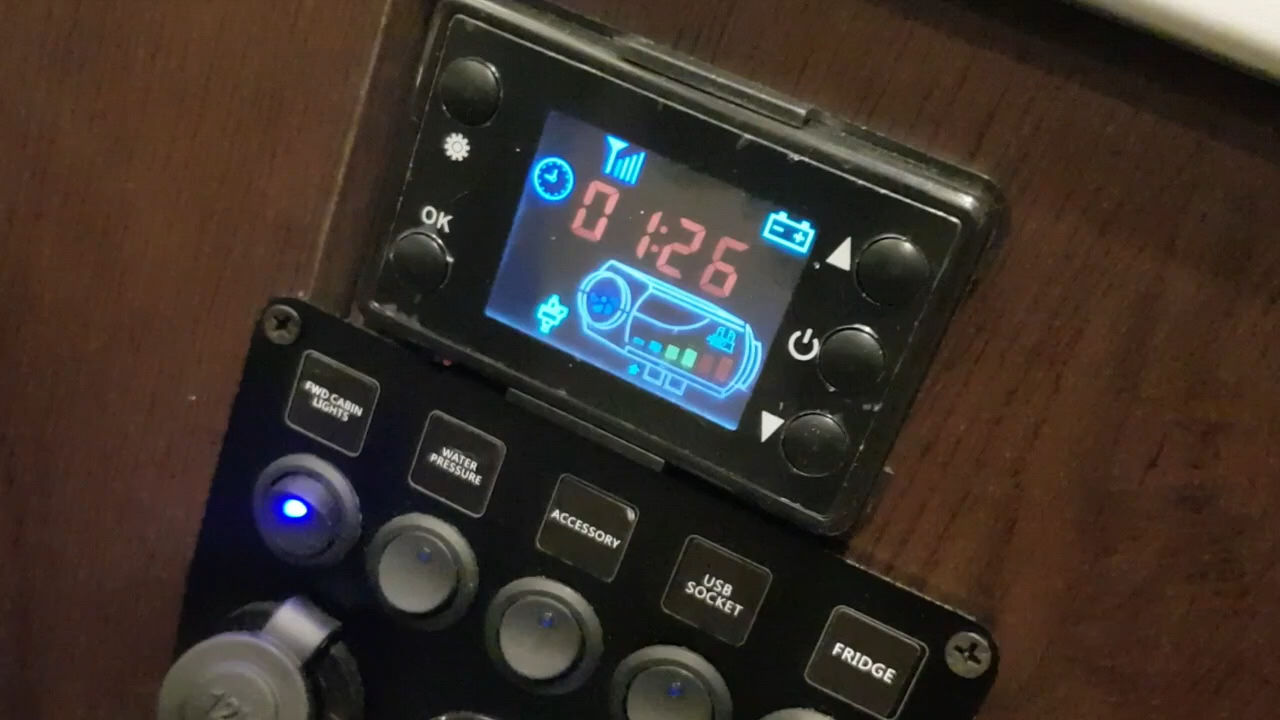 OK
01:26
FWD CABIN
LIGHTS
WATER
PRESSURE
ACCESSORY
USB
SOCKET
FRIDGE